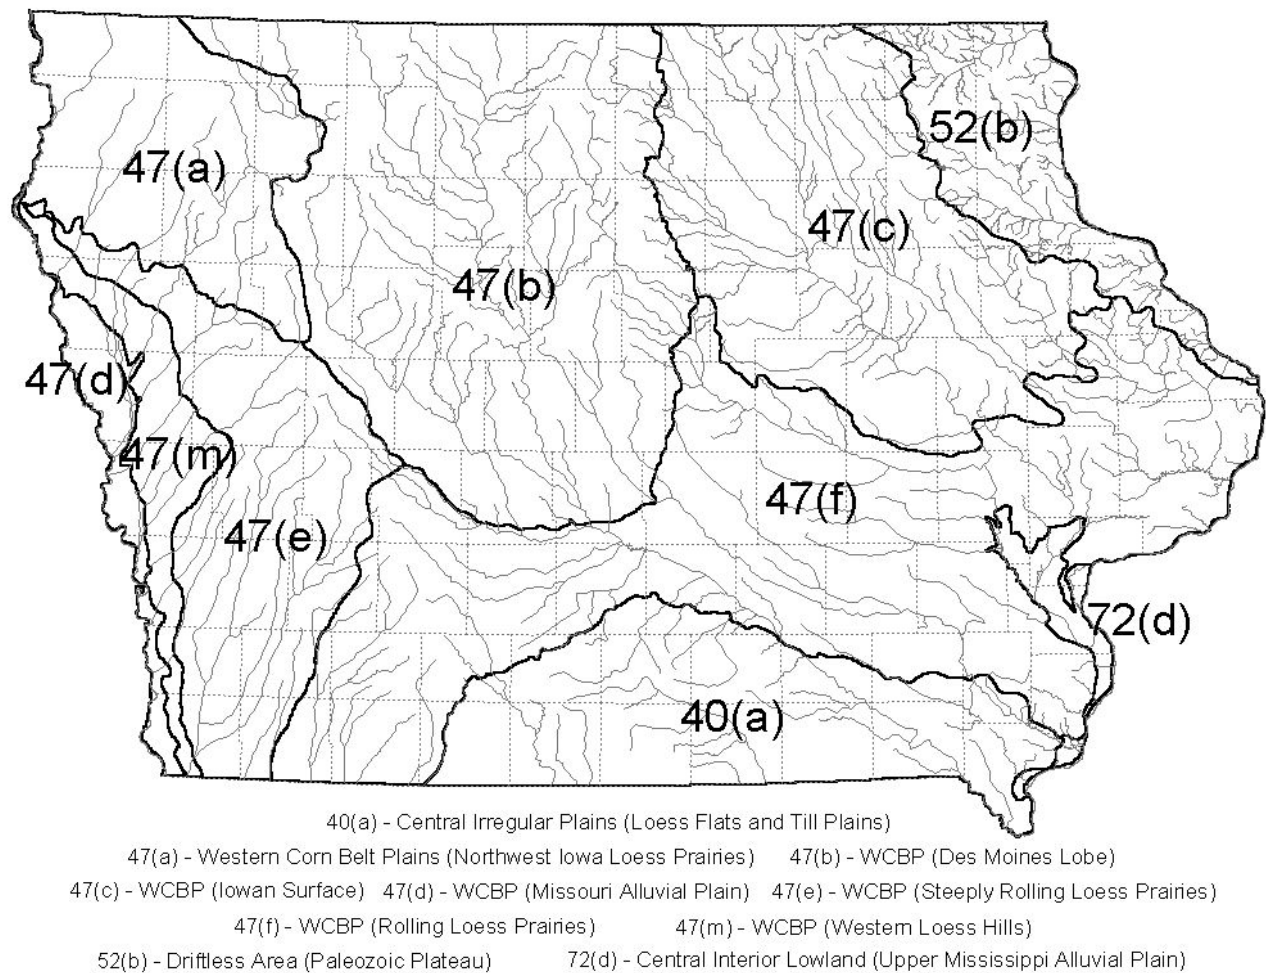 52(b)
47(a)
47(c)
47(b)
47(d)
47(m)
47(f)
47(e)
72(d)
40(a)
40(a) - Central Irregular Plains (Loess Flats and Till Plains)
47(a) - Western Corn Belt Plains (Northwest Iowa Loess Prairies) 47(b) - WCBP (Des Moines Lobe)
47(c) - WCBP (Iowan Surface) 47(d) - WCBP (Missouri Alluvial Plain) 47(e) - WCBP (Steeply Rolling Loess Prairies)
47(f) - WCBP (Rolling Loess Prairies) 47(m) - WCBP (Western Loess Hills)
52(b) - Driftless Area (Paleozoic Plateau) 72(d) - Central Interior Lowland (Upper Mississippi Alluvial Plain)